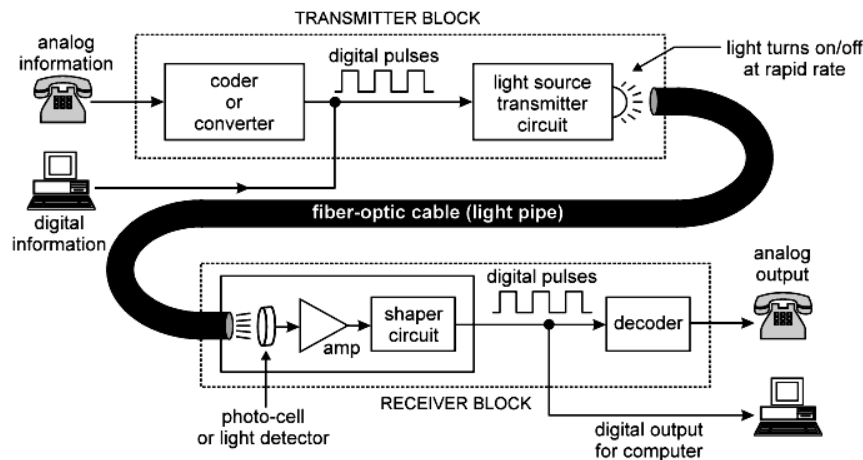 TRANSMITTER BLOCK
analog
information
digital pulses
light turns on/off
at rapid rate
coder
or
converter
light source
transmitter
circuit
digital
information
fiber-optic cable (light pipe)
analog
output
digital pulses
shaper
circuit
decoder
amp
photo-cell
or light detector
RECEIVER BLOCK
digital output
for computer